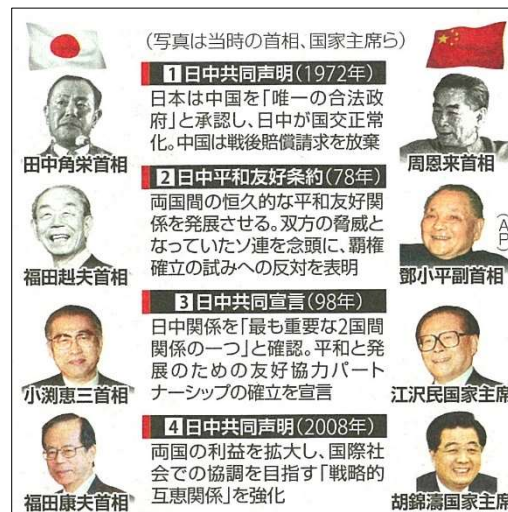 (写真は当時の首相、国家主席ら)
1 日中共同声明(1972年)
日本は中国を「唯一の合法政
府」と承認し、日中が国交正常
化。中国は戦後賠償請求を放棄
田中角栄首相
周恩来首相
2 日中平和友好条約(78年)
両国間の恒久的な平和友好関
係を発展させる。双方の脅威と
なっていたソ連を念頭に、覇権
確立の試みへの反対を表明
福田赳夫首相
鄧小平副首相
(AP)
3 日中共同宣言(98年)
日中関係を「最も重要な2国間
関係の一つ」と確認。平和と発
展のための友好協力パート
ナーシップの確立を宣言
小渕恵三首相
江沢民国家主席
4 日中共同声明(2008年)
両国の利益を拡大し、国際社
会での協調を目指す「戦略的
互恵関係」を強化
福田康夫首相
胡錦濤国家主席